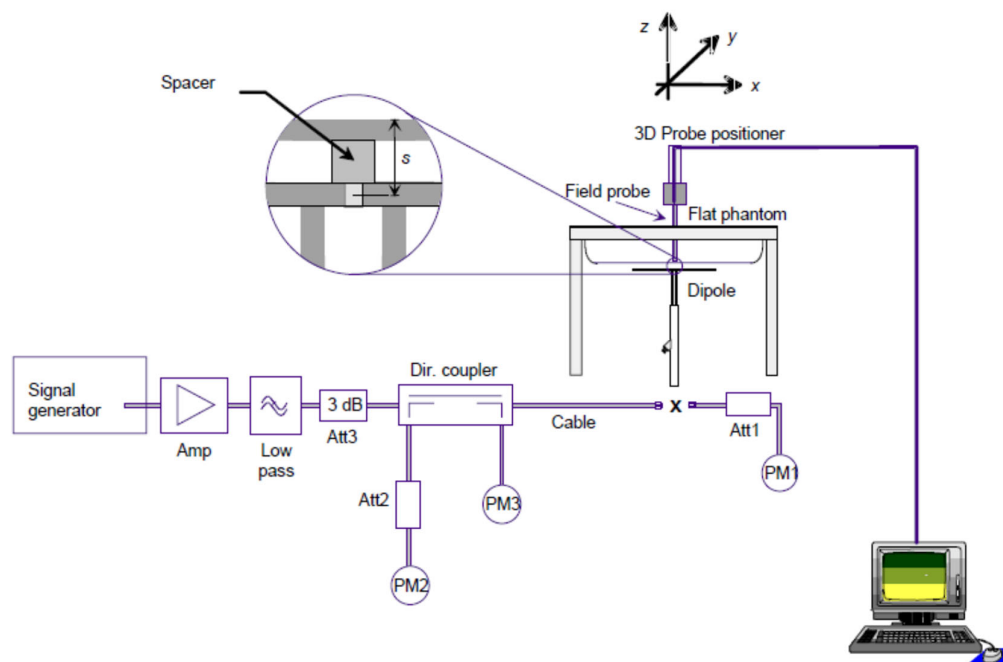 z
y
x
Spacer
s
3D Probe positioner
Field probe
Flat phantom
Dipole
Signal
generator
Amp
Low
pass
3 dB
Att3
Dir. coupler
Cable
x
Att1
PM1
Att2
PM3
PM2